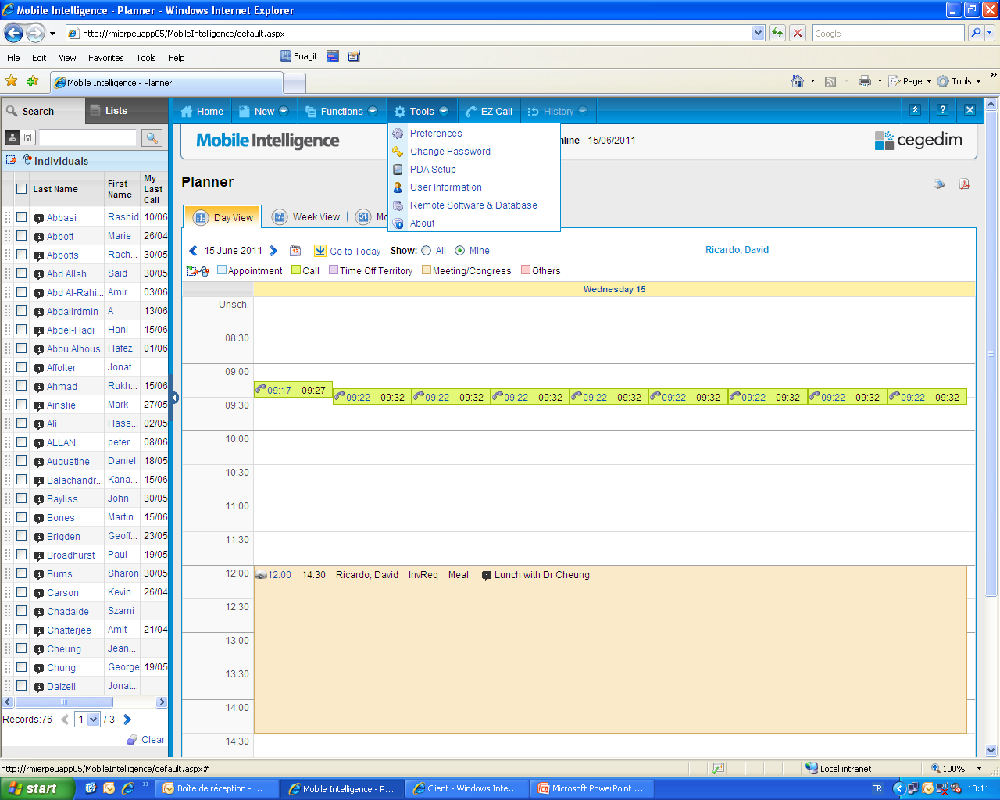 Mobile Intelligence - Planner - Windows Internet Explorer
http://rmierpeuapp05/MobileIntelligence/default.aspx
Google
File Edit View Favorites Tools Help
Snagit
Mobile Intelligence - Planner
Page Tools
Search Lists
Home New Functions Tools EZ Call History
Preferences
Change Password
PDA Setup
User Information
Remote Software & Database
About
Mobile Intelligence
nline 15/06/2011
cegedim
Individuals
Last Name First Name My Last Call
Abbasi Rashid 10/06
Abbott Marie 26/04
Abbotts Rach... 30/05
Abd Allah Said 30/05
Abd Al-Rahi... Amir 03/06
Abdalirdmin A 13/06
Abdel-Hadi Hani 15/06
Abou Alhous Hafez 01/06
Affolter Jonat...
Ahmad Rukh... 15/06
Ainslie Mark 27/05
Ali Hass... 02/05
ALLAN peter 08/06
Augustine Daniel 18/05
Balachandr... Kana... 15/06
Bayliss John 30/05
Bones Martin 15/06
Brigden Geoff... 23/05
Broadhurst Paul 19/05
Burns Sharon 30/05
Carson Kevin 26/04
Chadaide Szami
Chatterjee Amit 21/04
Cheung Jean...
Chung George 19/05
Dalzell Jonat...
Records:76 1 / 3
Clear
Planner
Day View Week View Mo
15 June 2011 Go to Today Show: All Mine Ricardo, David
Appointment Call Time Off Territory Meeting/Congress Others
Wednesday 15
Unsch.
08:30
09:00
09:17 09:27
09:22 09:32 09:22 09:32 09:22 09:32 09:22 09:32 09:22 09:32 09:22 09:32 09:22 09:32 09:22 09:32
09:30
10:00
10:30
11:00
11:30
12:00 12:00 14:30 Ricardo, David InvReq Meal Lunch with Dr Cheung
12:30
13:00
13:30
14:00
14:30
http://rmierpeuapp05/MobileIntelligence/default.aspx# Local intranet 100%
start Boîte de réception - ... Mobile Intelligence - P... Client - Windows Inte... Microsoft PowerPoint ... FR 18:11